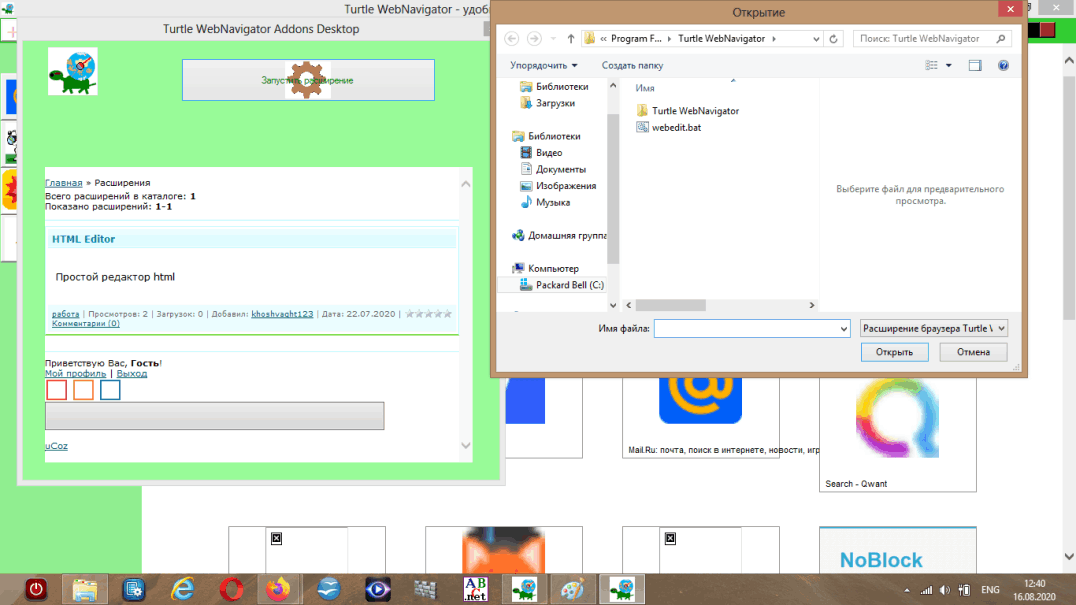 Turtle WebNavigator - удоб
Turtle WebNavigator Addons Desktop
Запустить расширение
Главная » Расширения
Всего расширений в каталоге: 1
Показано расширений: 1-1
HTML Editor
Простой редактор html
работа | Просмотров: 2 | Загрузок: 0 | Добавил: khoshvaght123 | Дата: 22.07.2020 |
Комментарии (0)
Приветствую Вас, Гость!
Мой профиль | Выход
uCoz
Открытие
« Program F... Turtle WebNavigator
Поиск: Turtle WebNavigator
Упорядочить
Создать папку
Библиотеки
Загрузки
Библиотеки
Видео
Документы
Изображения
Музыка
Домашняя группа
Компьютер
Packard Bell (C:)
Имя
Turtle WebNavigator
webedit.bat
Выберите файл для предварительного
просмотра.
Имя файла:
Расширение браузера Turtle
Открыть
Отмена
Mail.Ru: почта, поиск в интернете, новости, игр
Search - Qwant
NoBlock
ABC
.net
ENG
12:40
16.08.2020